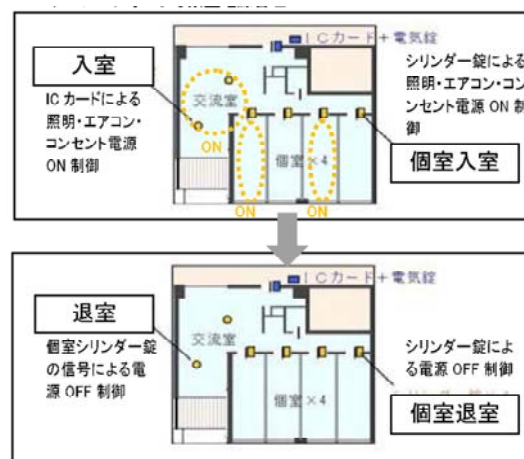 ICカード+電気錠
入室
ICカードによる
照明・エアコン・
コンセント電源
ON 制御
交流室
ON
シリンダー錠による
照明・エアコン・コ
ンセント電源 ON 制
御
個室入室
個室×4
ON
ON
ICカード+電気錠
退室
個室シリンダー錠
の信号による電
源 OFF 制御
交流室
シリンダー錠によ
る電源 OFF 制御
個室×4
個室退室